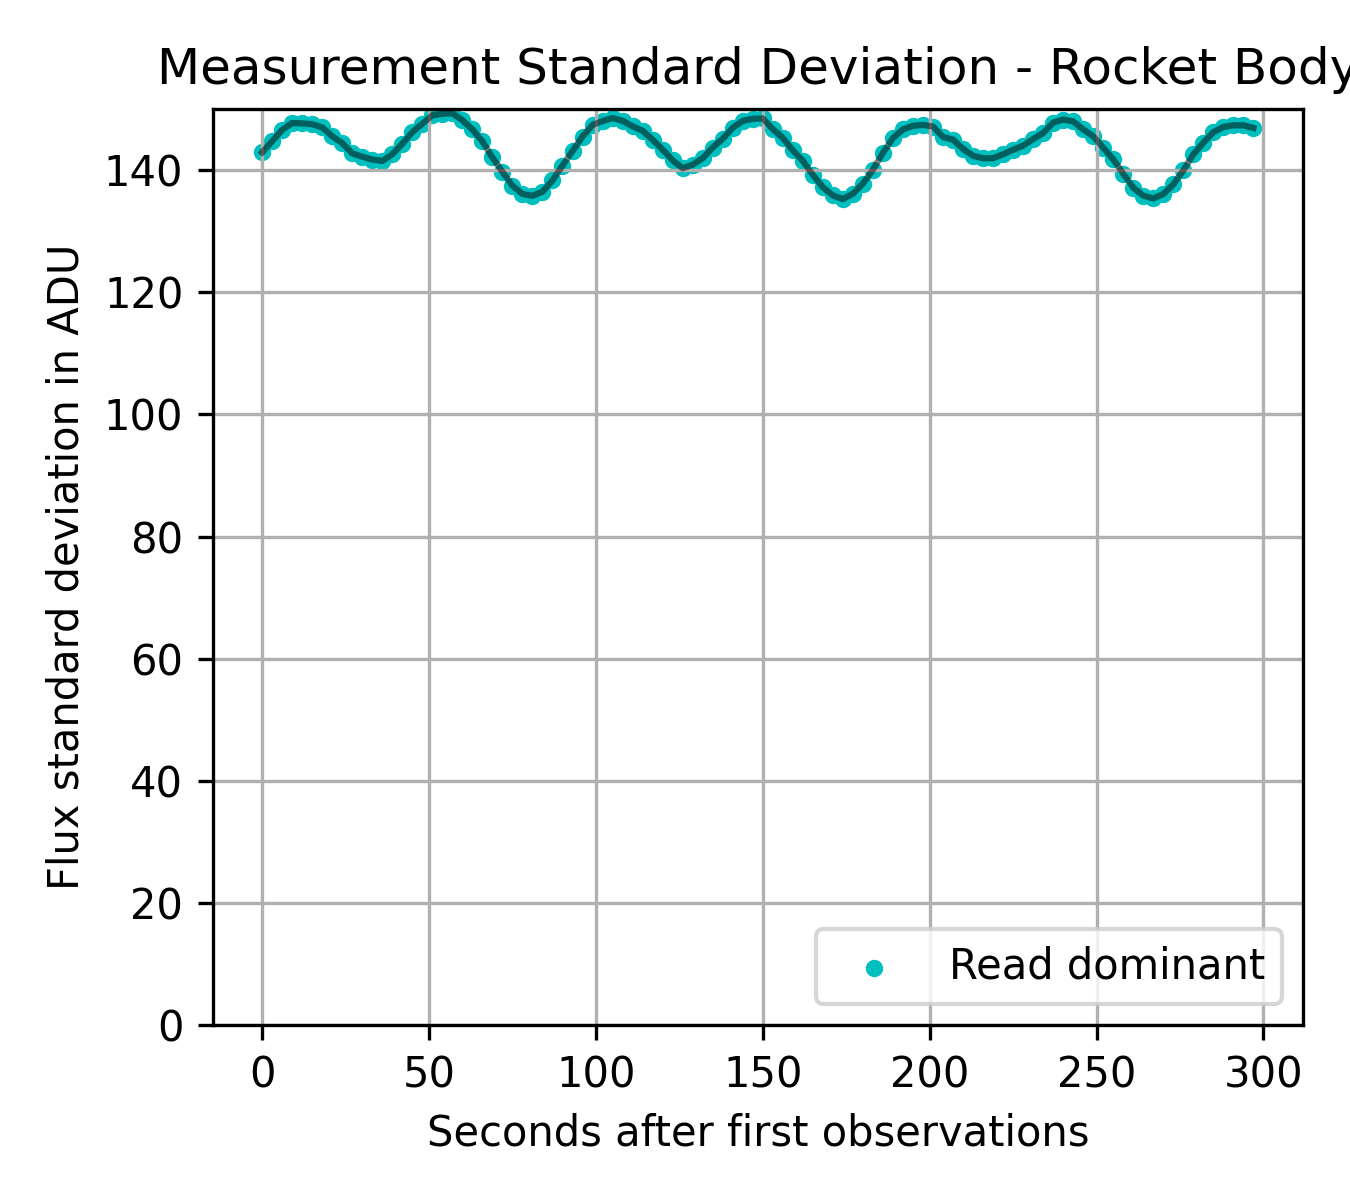 Measurement Standard Deviation - Rocket Body
Flux standard deviation in ADU
140
120
100
80
60
40
20
0
Read dominant
0 50 100 150 200 250 300
Seconds after first observations